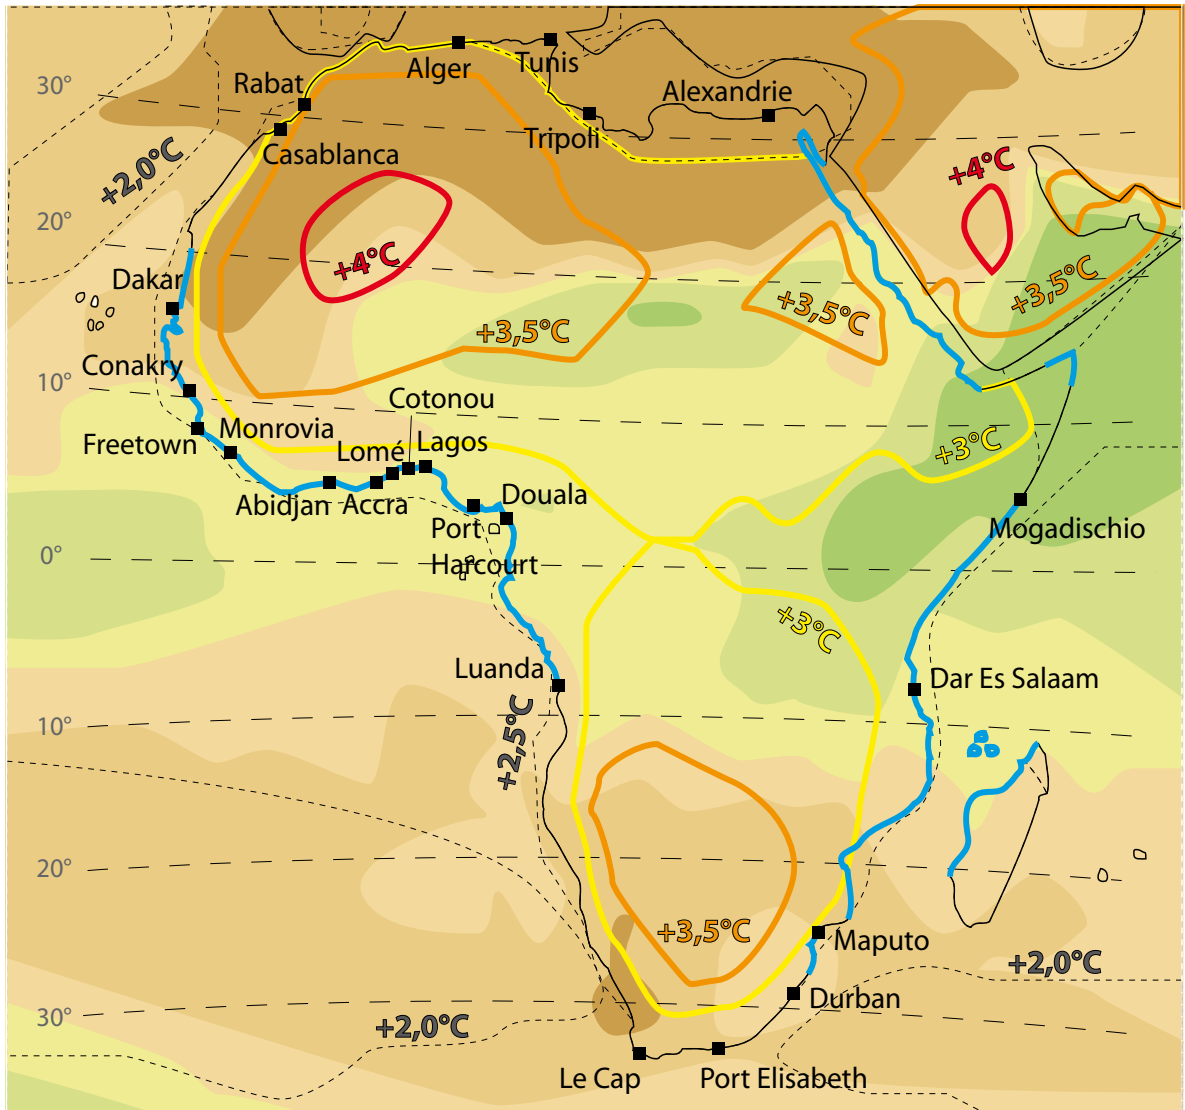 Tunis
Alger
30°
Rabat
Alexandrie
Tripoli
Casablanca
+2,0°C
+4°C
20°
+4°C
Dakar
+3,5°C
+3,5°C
+3,5°C
Conakry
10°
Cotonou
Freetown
Monrovia
Lomé
Lagos
+3°C
Abidjan
Accra
Douala
Port
Harcourt
Mogadischio
0°
+3°C
Luanda
Dar Es Salaam
+2,5°C
10°
20°
+3,5°C
Maputo
+2,0°C
Durban
30°
+2,0°C
Le Cap
Port Elisabeth